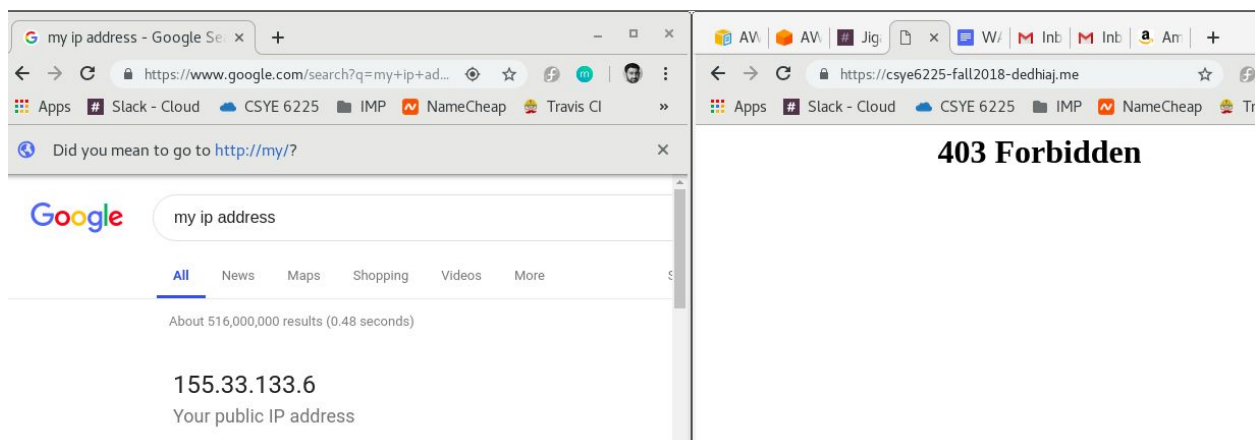 my ip address - Google Se
https://www.google.com/search?q=my+ip+ad...
Apps # Slack - Cloud CSYE 6225 IMP NameCheap Travis CI »
Did you mean to go to http://my/?
Google my ip address
All News Maps Shopping Videos More
About 516,000,000 results (0.48 seconds)
155.33.133.6
Your public IP address
AW AW # Jig W Inb Inb a Am
https://csye6225-fall2018-dedhiaj.me
Apps # Slack - Cloud CSYE 6225 IMP NameCheap Tr
403 Forbidden